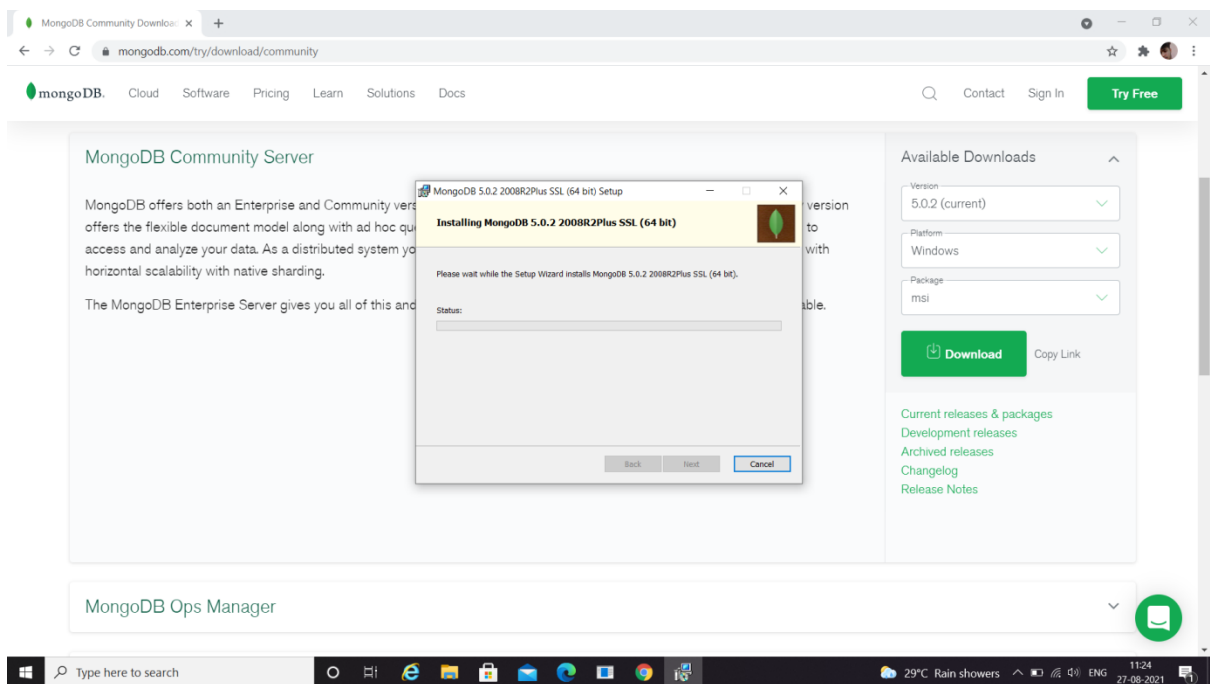 MongoDB Community Downloac
mongodb.com/try/download/community
mongoDB. Cloud Software Pricing Learn Solutions Docs Contact Sign In Try Free
MongoDB Community Server
MongoDB offers both an Enterprise and Community vers version
offers the flexible document model along with ad hoc qu to
access and analyze your data. As a distributed system yo with
horizontal scalability with native sharding.
The MongoDB Enterprise Server gives you all of this and able.
MongoDB 5.0.2 2008R2Plus SSL (64 bit) Setup
Installing MongoDB 5.0.2 2008R2Plus SSL (64 bit)
Please wait while the Setup Wizard installs MongoDB 5.0.2 2008R2Plus SSL (64 bit).
Status:
Back Next Cancel
Available Downloads
Version
5.0.2 (current)
Platform
Windows
Package
msi
Download Copy Link
Current releases & packages
Development releases
Archived releases
Changelog
Release Notes
MongoDB Ops Manager
Type here to search
29°C Rain showers ENG 11:24
27-08-2021